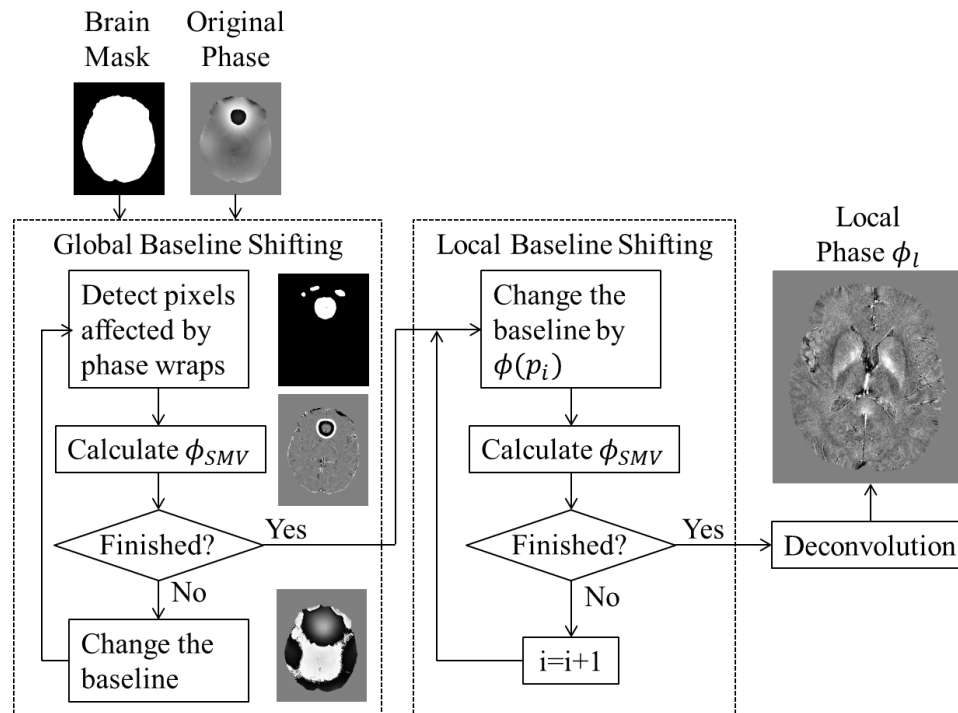 Brain
Mask
Original
Phase
Global Baseline Shifting
Detect pixels
affected by
phase wraps
Calculate ϕ_SMV
Finished?
Yes
No
Change the
baseline
Local Baseline Shifting
Change the
baseline by
ϕ(p_i)
Calculate ϕ_SMV
Finished?
Yes
No
i=i+1
Local
Phase ϕ_l
Deconvolution